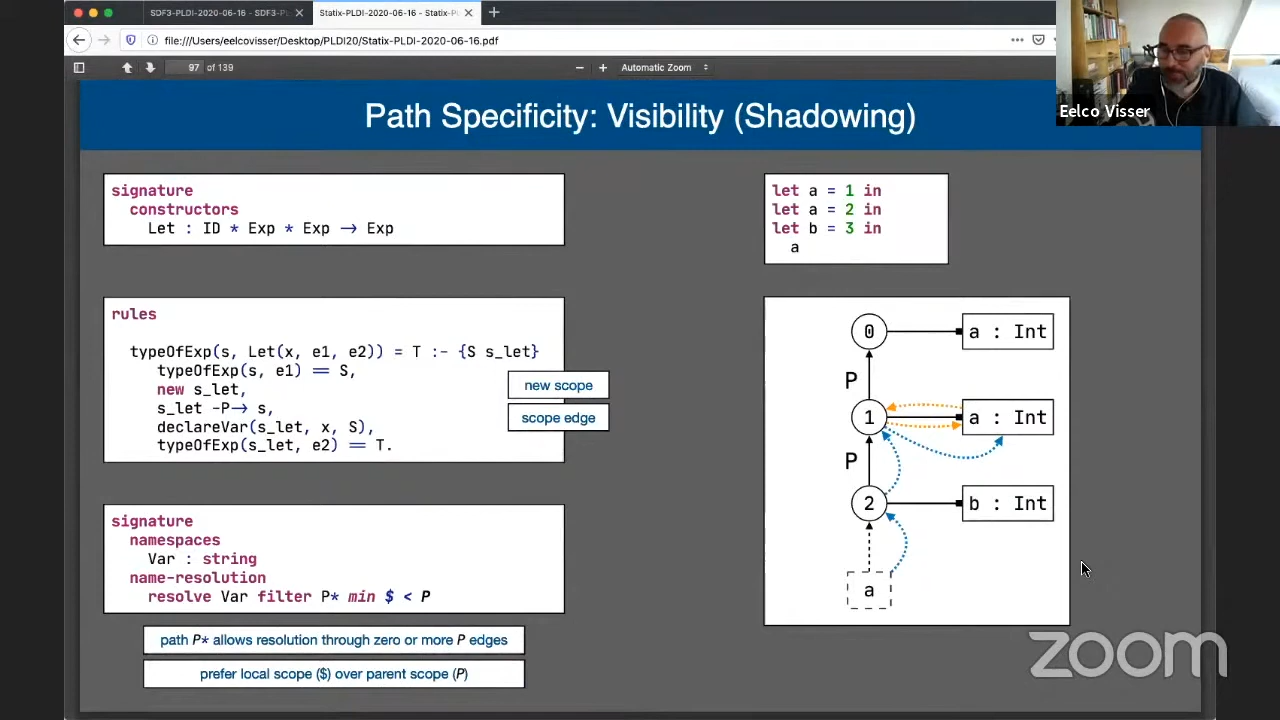 SDF3-PLDI-2020-06-16 - SDF3-P
Statix-PLDI-2020-06-16 - Statix-P
file:///Users/eelcovisser/Desktop/PLDI20/Statix-PLDI-2020-06-16.pdf
97 of 139
Automatic Zoom
Eelco Visser
Path Specificity: Visibility (Shadowing)
signature
constructors
Let : ID * Exp * Exp → Exp
let a = 1 in
let a = 2 in
let b = 3 in
a
rules
typeOfExp(s, Let(x, e1, e2)) = T :- {S s_let}
typeOfExp(s, e1) == S,
new s_let,
s_let -P→ s,
declareVar(s_let, x, S),
typeOfExp(s_let, e2) == T.
new scope
scope edge
0 a : Int
P
1 a : Int
P
2 b : Int
a
signature
namespaces
Var : string
name-resolution
resolve Var filter P* min $ < P
path P* allows resolution through zero or more P edges
prefer local scope ($) over parent scope (P)
zoom